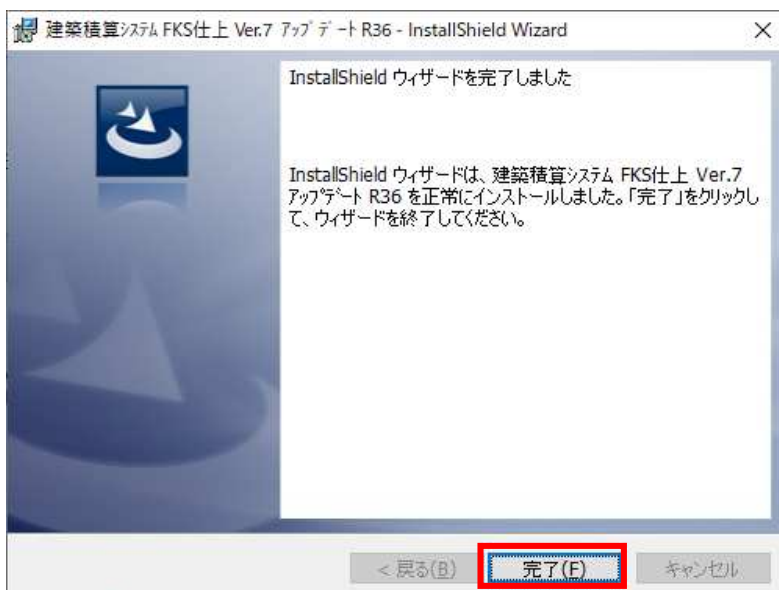 建築積算ｼｽﾃﾑ FKS仕上 Ver.7 ｱｯﾌﾟﾃﾞｰﾄ R36 - InstallShield Wizard
InstallShield ウィザードを完了しました
InstallShield ウィザードは、建築積算ｼｽﾃﾑ FKS仕上 Ver.7
ｱｯﾌﾟﾃﾞｰﾄ R36 を正常にインストールしました。「完了」をクリックし
て、ウィザードを終了してください。
< 戻る(B)
完了(F)
キャンセル